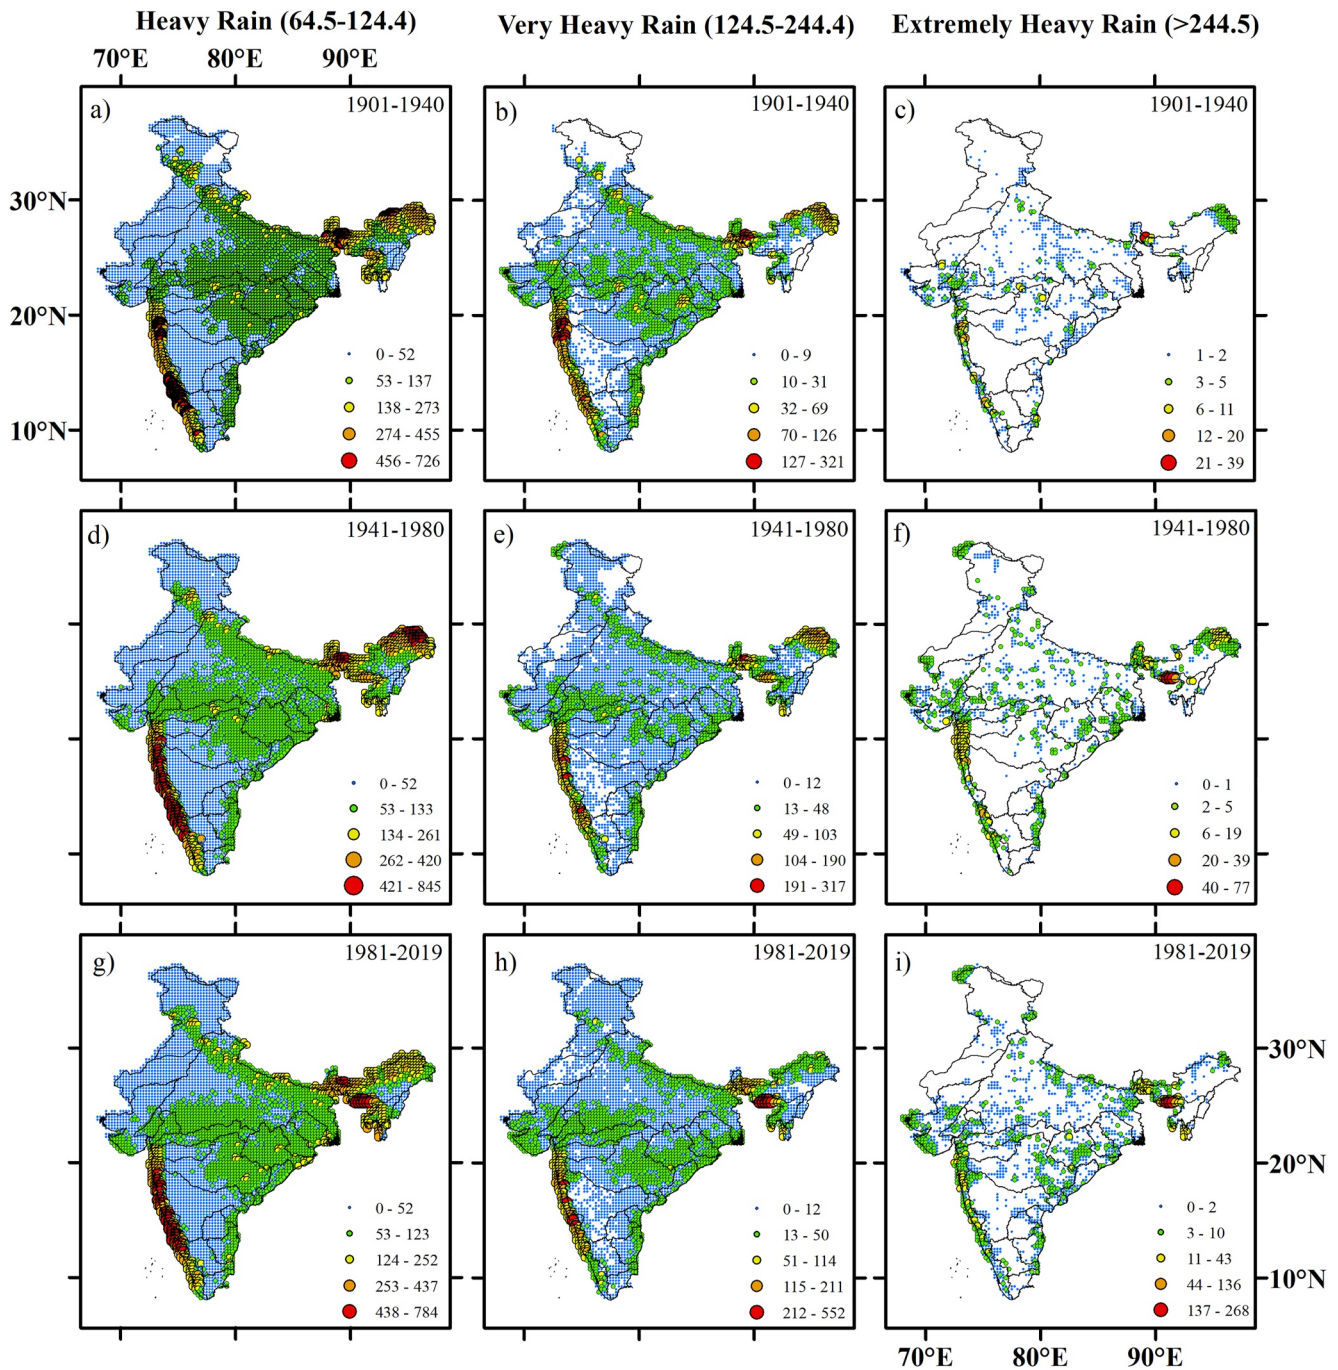 Heavy Rain (64.5-124.4)
Very Heavy Rain (124.5-244.4)
Extremely Heavy Rain (>244.5)
70°E 80°E 90°E
a) 1901-1940
b) 1901-1940
c) 1901-1940
30°N
20°N
10°N
0 - 52
53 - 137
138 - 273
274 - 455
456 - 726
0 - 9
10 - 31
32 - 69
70 - 126
127 - 321
1 - 2
3 - 5
6 - 11
12 - 20
21 - 39
d) 1941-1980
e) 1941-1980
f) 1941-1980
0 - 52
53 - 133
134 - 261
262 - 420
421 - 845
0 - 12
13 - 48
49 - 103
104 - 190
191 - 317
0 - 1
2 - 5
6 - 19
20 - 39
40 - 77
g) 1981-2019
h) 1981-2019
i) 1981-2019
0 - 52
53 - 123
124 - 252
253 - 437
438 - 784
0 - 12
13 - 50
51 - 114
115 - 211
212 - 552
0 - 2
3 - 10
11 - 43
44 - 136
137 - 268
30°N
20°N
10°N
70°E 80°E 90°E